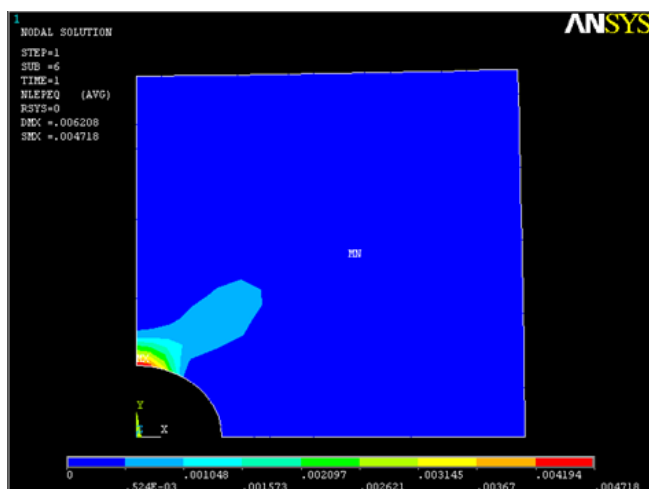 1
ANSYS
NODAL SOLUTION
STEP=1
SUB =6
TIME=1
NLEPEQ (AVG)
RSYS=0
DMX =.006208
SMX =.004718
MN
Y
X
0 .001048 .002097 .003145 .004194
.524E-03 .001573 .002621 .00367 .004718